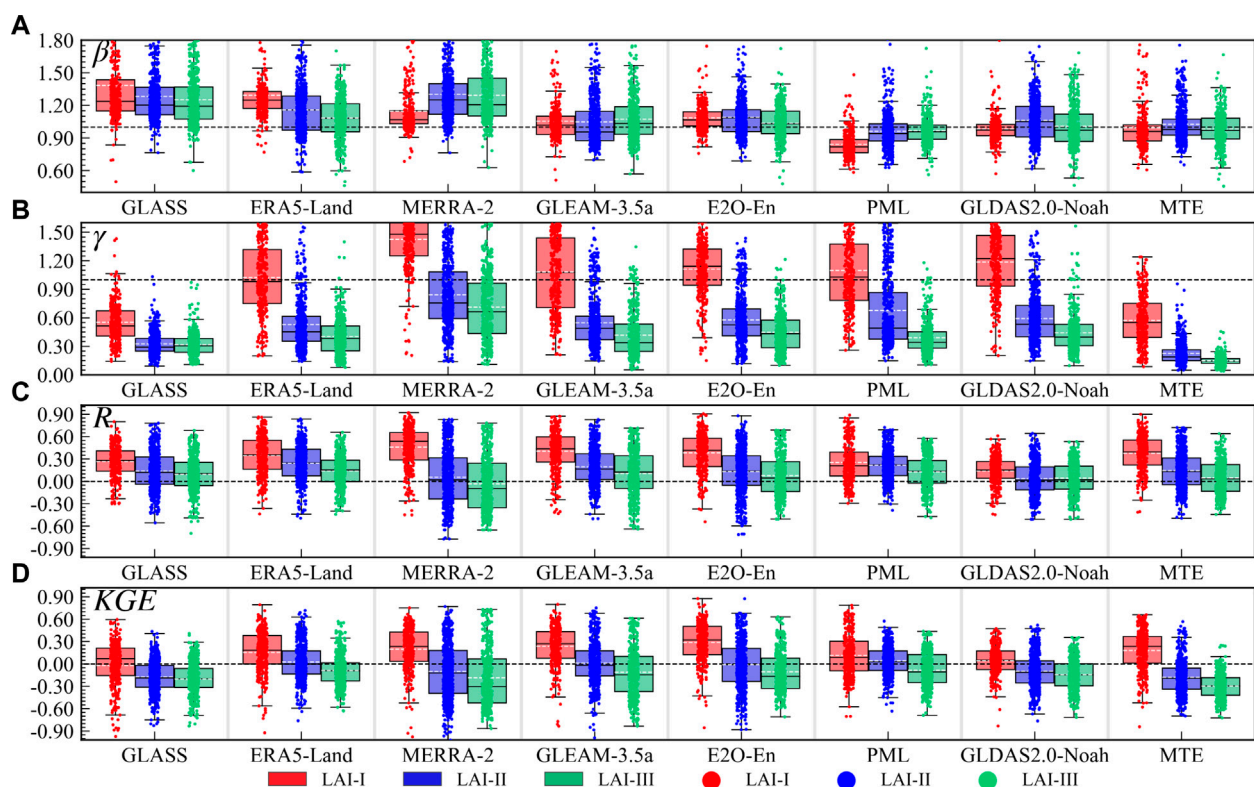 A
β
1.80
1.50
1.20
0.90
0.60
GLASS ERA5-Land MERRA-2 GLEAM-3.5a E2O-En PML GLDAS2.0-Noah MTE
B
γ
1.50
1.20
0.90
0.60
0.30
0.00
GLASS ERA5-Land MERRA-2 GLEAM-3.5a E2O-En PML GLDAS2.0-Noah MTE
C
R
0.90
0.60
0.30
0.00
-0.30
-0.60
-0.90
GLASS ERA5-Land MERRA-2 GLEAM-3.5a E2O-En PML GLDAS2.0-Noah MTE
D
KGE
0.90
0.60
0.30
0.00
-0.30
-0.60
-0.90
GLASS ERA5-Land MERRA-2 GLEAM-3.5a E2O-En PML GLDAS2.0-Noah MTE
LAI-I LAI-II LAI-III LAI-I LAI-II LAI-III